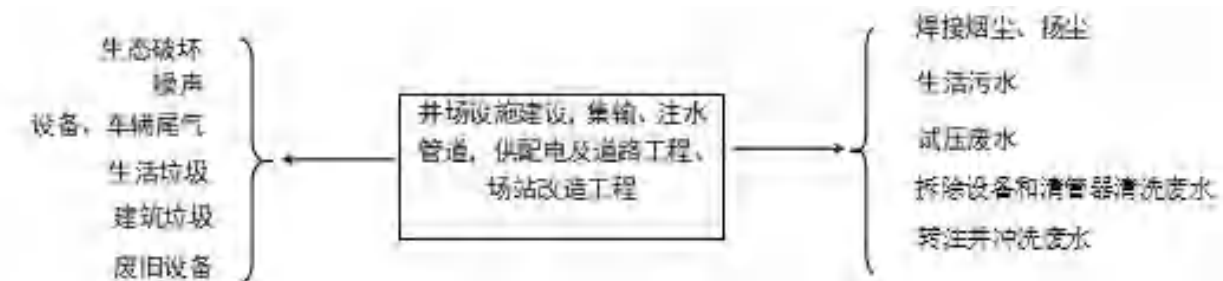 生态破坏
噪声
设备、车辆尾气
生活垃圾
建筑垃圾
废旧设备
井场设施建设，集输、注水
管道，供配电及道路工程、
场站改造工程
焊接烟尘、扬尘
生活污水
试压废水
拆除设备和清管器清洗废水
转注井冲洗废水